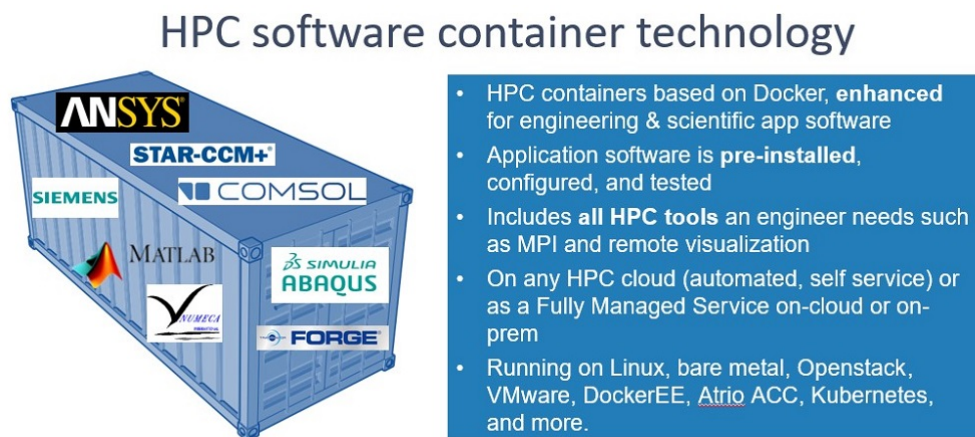 HPC software container technology
ANSYS
STAR-CCM+
SIEMENS
COMSOL
MATLAB
NUMECA
SIMULIA
ABAQUS
FORGE
• HPC containers based on Docker, enhanced
for engineering & scientific app software
• Application software is pre-installed,
configured, and tested
• Includes all HPC tools an engineer needs such
as MPI and remote visualization
• On any HPC cloud (automated, self service) or
as a Fully Managed Service on-cloud or on-
prem
• Running on Linux, bare metal, Openstack,
VMware, DockerEE, Atrio ACC, Kubernetes,
and more.